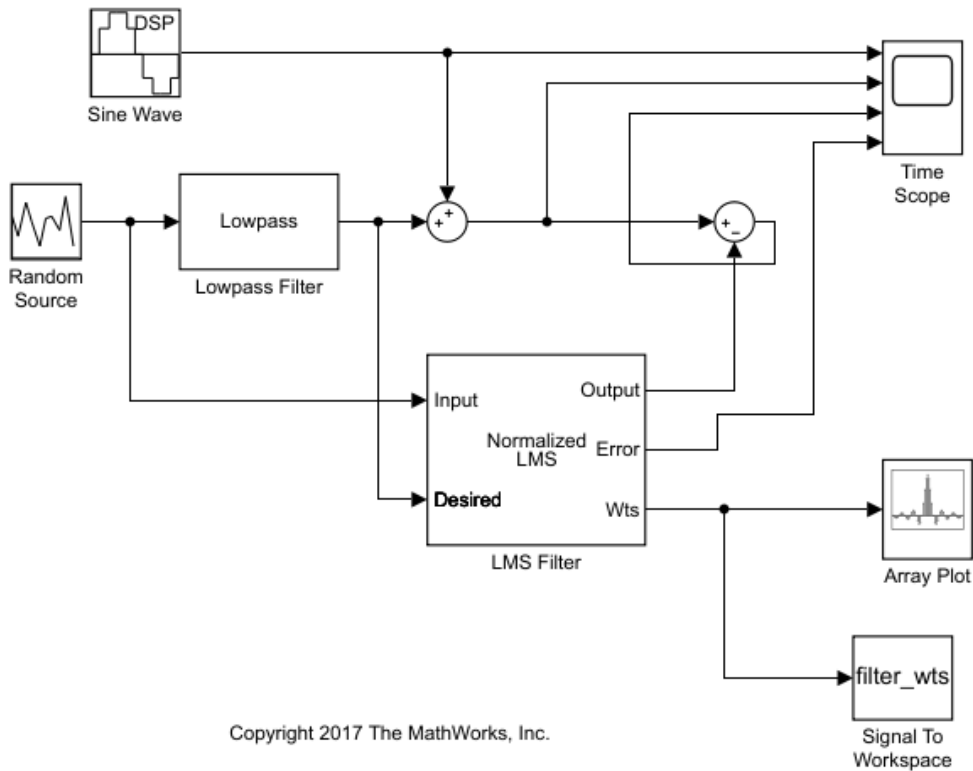 DSP
Sine Wave
Time
Scope
Random
Source
Lowpass
Lowpass Filter
Input
Desired
Normalized
LMS
Output
Error
Wts
LMS Filter
Array Plot
filter_wts
Signal To
Workspace
Copyright 2017 The MathWorks, Inc.